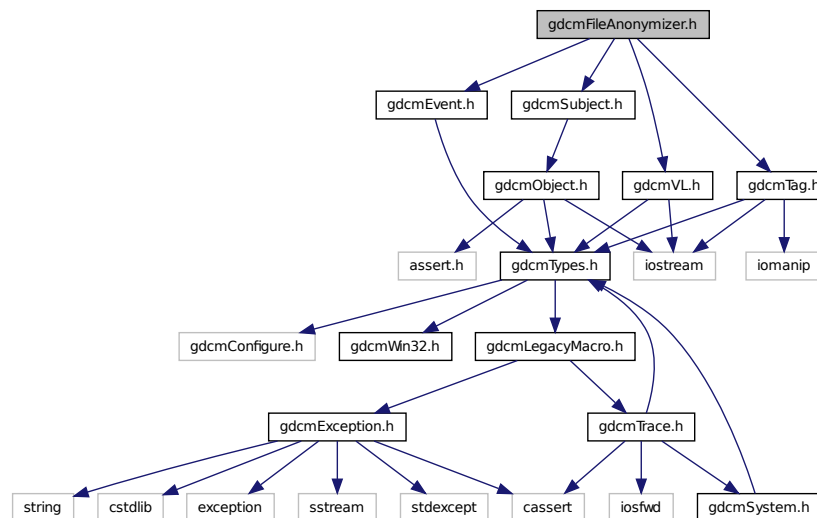 gdcmFileAnonymizer.h
gdcmEvent.h
gdcmSubject.h
gdcmObject.h
gdcmVL.h
gdcmTag.h
assert.h
gdcmTypes.h
iostream
iomanip
gdcmConfigure.h
gdcmWin32.h
gdcmLegacyMacro.h
gdcmException.h
gdcmTrace.h
string
cstdlib
exception
sstream
stdexcept
cassert
iosfwd
gdcmSystem.h